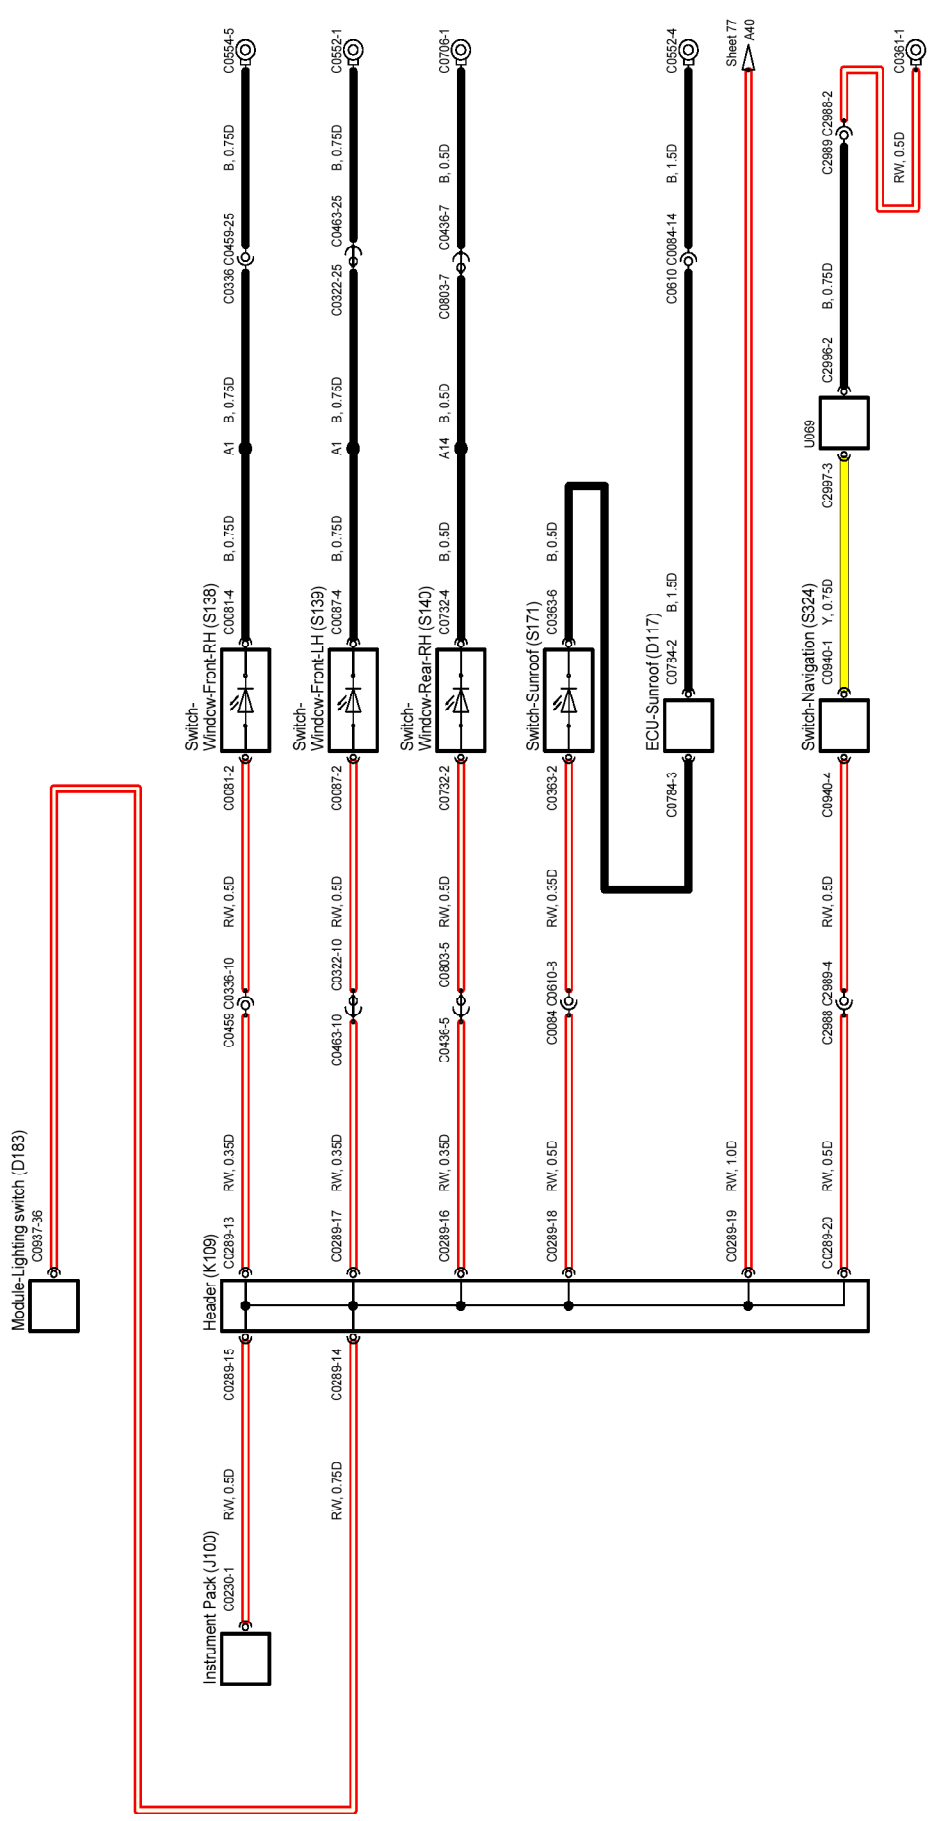 Module-Lighting switch (D183)
C0937-36
Instrument Pack (J100)
C0230-1
RW, 0.5D
C0289-15
RW, 0.75D
C0289-14
Header (K109)
C0289-13
RW, 0.35D
C0459
C0336-10
RW, 0.5D
C0081-2
Switch-
Window-Front-RH (S138)
C0081-4
B, 0.75D
A1
B, 0.75D
C0336
C0459-25
B, 0.75D
C0554-5
C0289-17
RW, 0.35D
C0463-10
C0322-10
RW, 0.5D
C0087-2
Switch-
Window-Front-LH (S139)
C0087-4
B, 0.75D
A1
B, 0.75D
C0322-25
C0463-25
B, 0.75D
C0552-1
C0289-16
RW, 0.35D
C0436-5
C0803-5
RW, 0.5D
C0732-2
Switch-
Window-Rear-RH (S140)
C0732-4
B, 0.5D
A14
B, 0.5D
C0803-7
C0436-7
B, 0.5D
C0706-1
C0289-18
RW, 0.5D
C0084
C0610-8
RW, 0.35D
C0363-2
Switch-Sunroof (S171)
C0363-6
B, 0.5D
C0784-3
ECU-Sunroof (D117)
C0784-2
B, 1.5D
C0610
C0084-14
B, 1.5D
C0552-4
C0289-19
RW, 1.0D
Sheet 77
A40
C0289-20
RW, 0.5D
C2988
C2989-4
RW, 0.5D
C0940-4
Switch-Navigation (S324)
C0940-1
Y, 0.75D
C2997-3
U069
C2996-2
B, 0.75D
C2989
C2988-2
RW, 0.5D
C0361-1